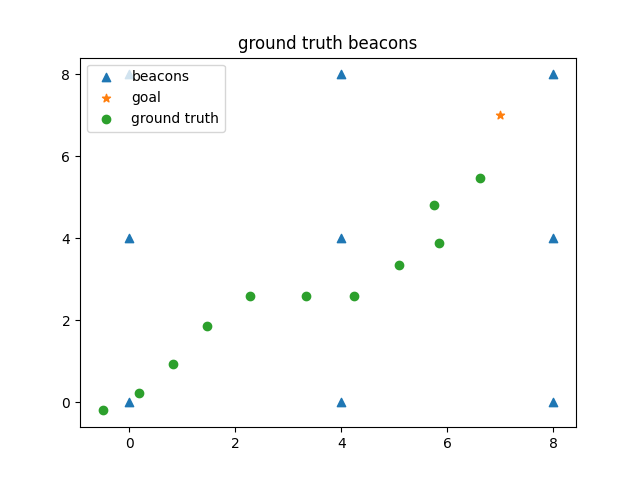 ground truth beacons
beacons
goal
ground truth
8
6
4
2
0
0 2 4 6 8